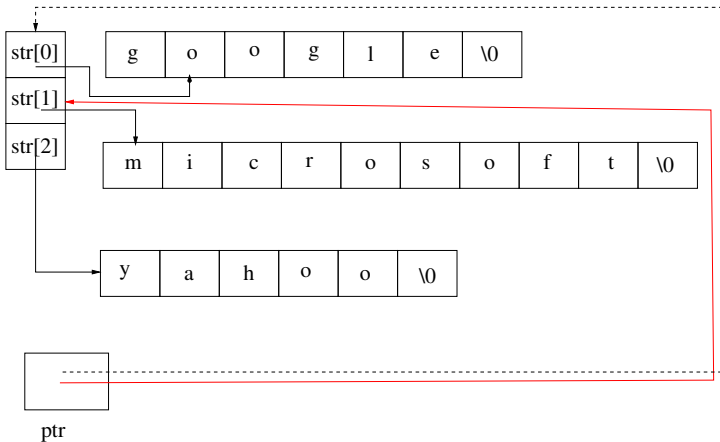 str[0] g o o g l e \0
str[1]
str[2] m i c r o s o f t \0
y a h o o \0
ptr